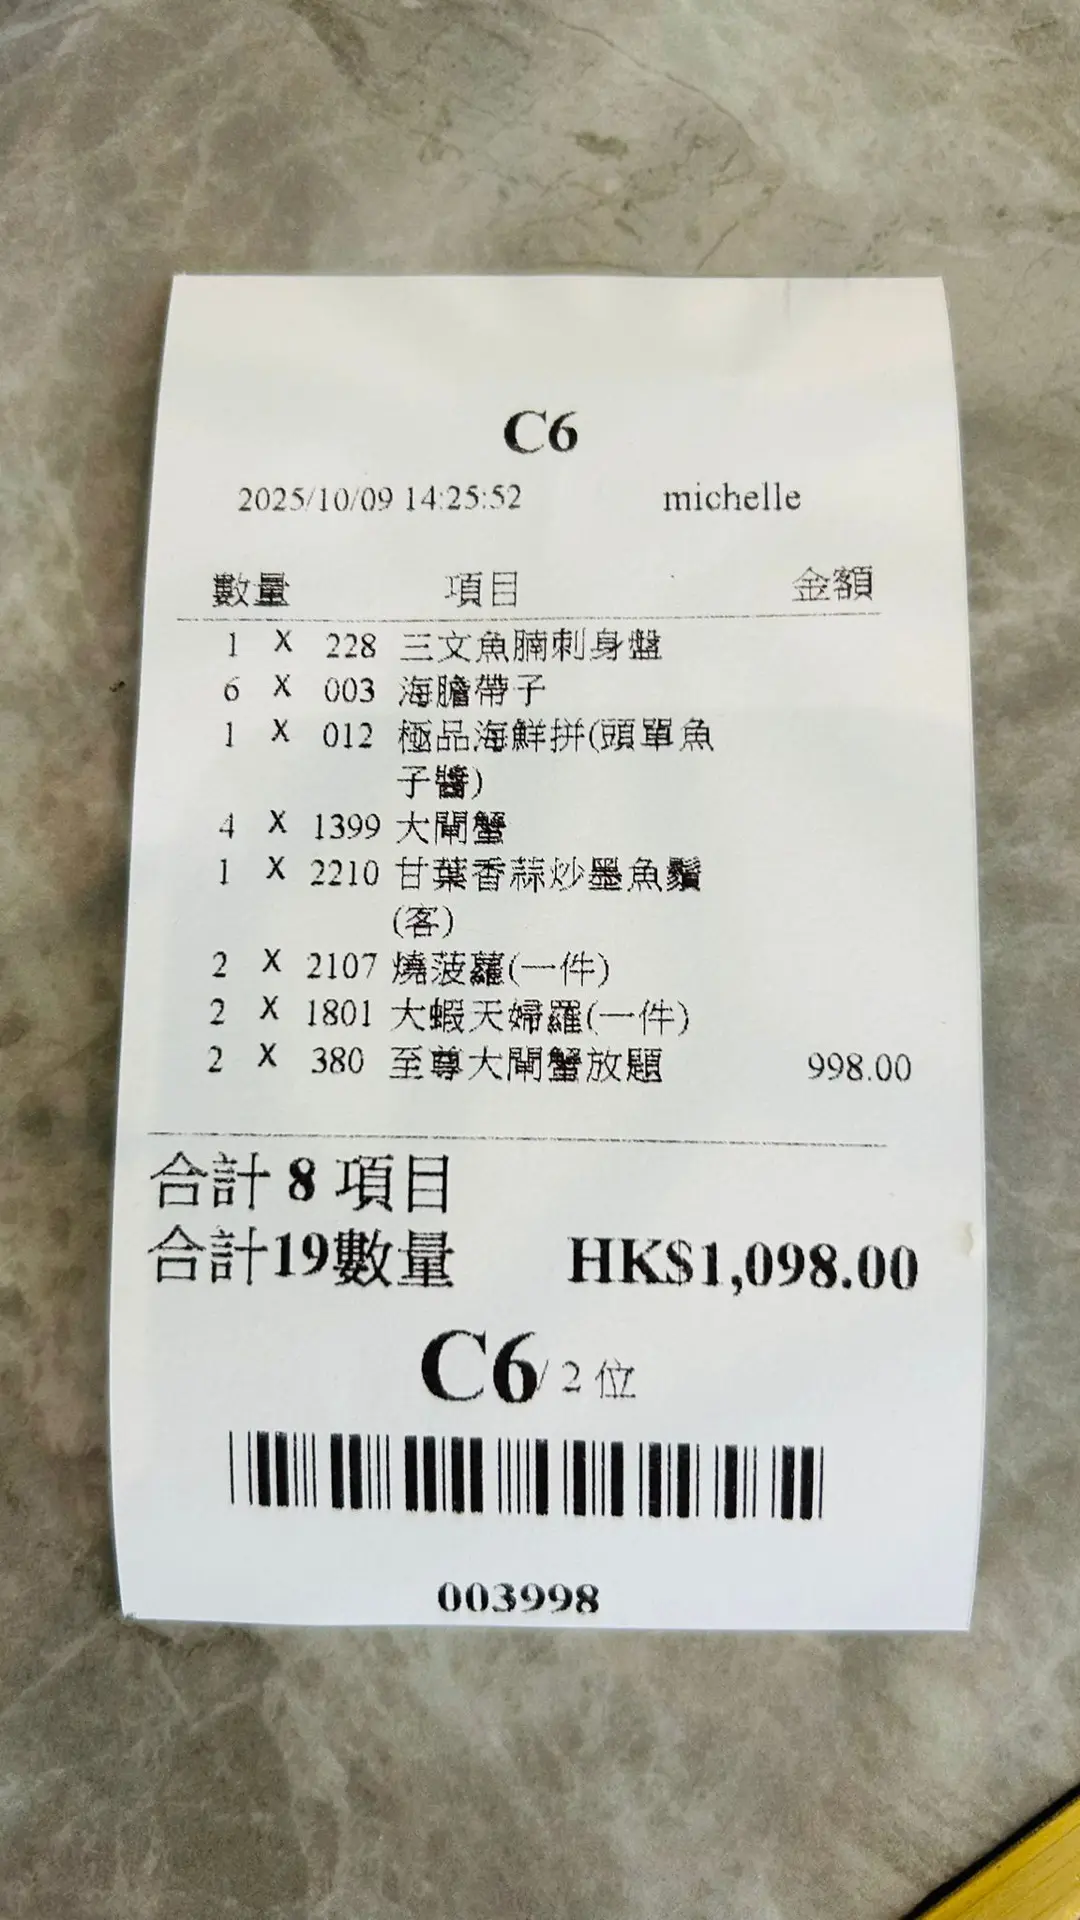 C6
2025/10/09 14:25:52 michelle
數量 項目 金額
1 X 228 三文魚腩刺身盤
6 X 003 海膽帶子
1 X 012 極品海鮮拼(頭單魚
子醬)
4 X 1399 大閘蟹
1 X 2210 甘葉香蒜炒墨魚鬚
(客)
2 X 2107 燒菠蘿(一件)
2 X 1801 大蝦天婦羅(一件)
2 X 380 至尊大閘蟹放題 998.00
合計 8 項目
合計19數量 HK$1,098.00
C6/ 2 位
003998